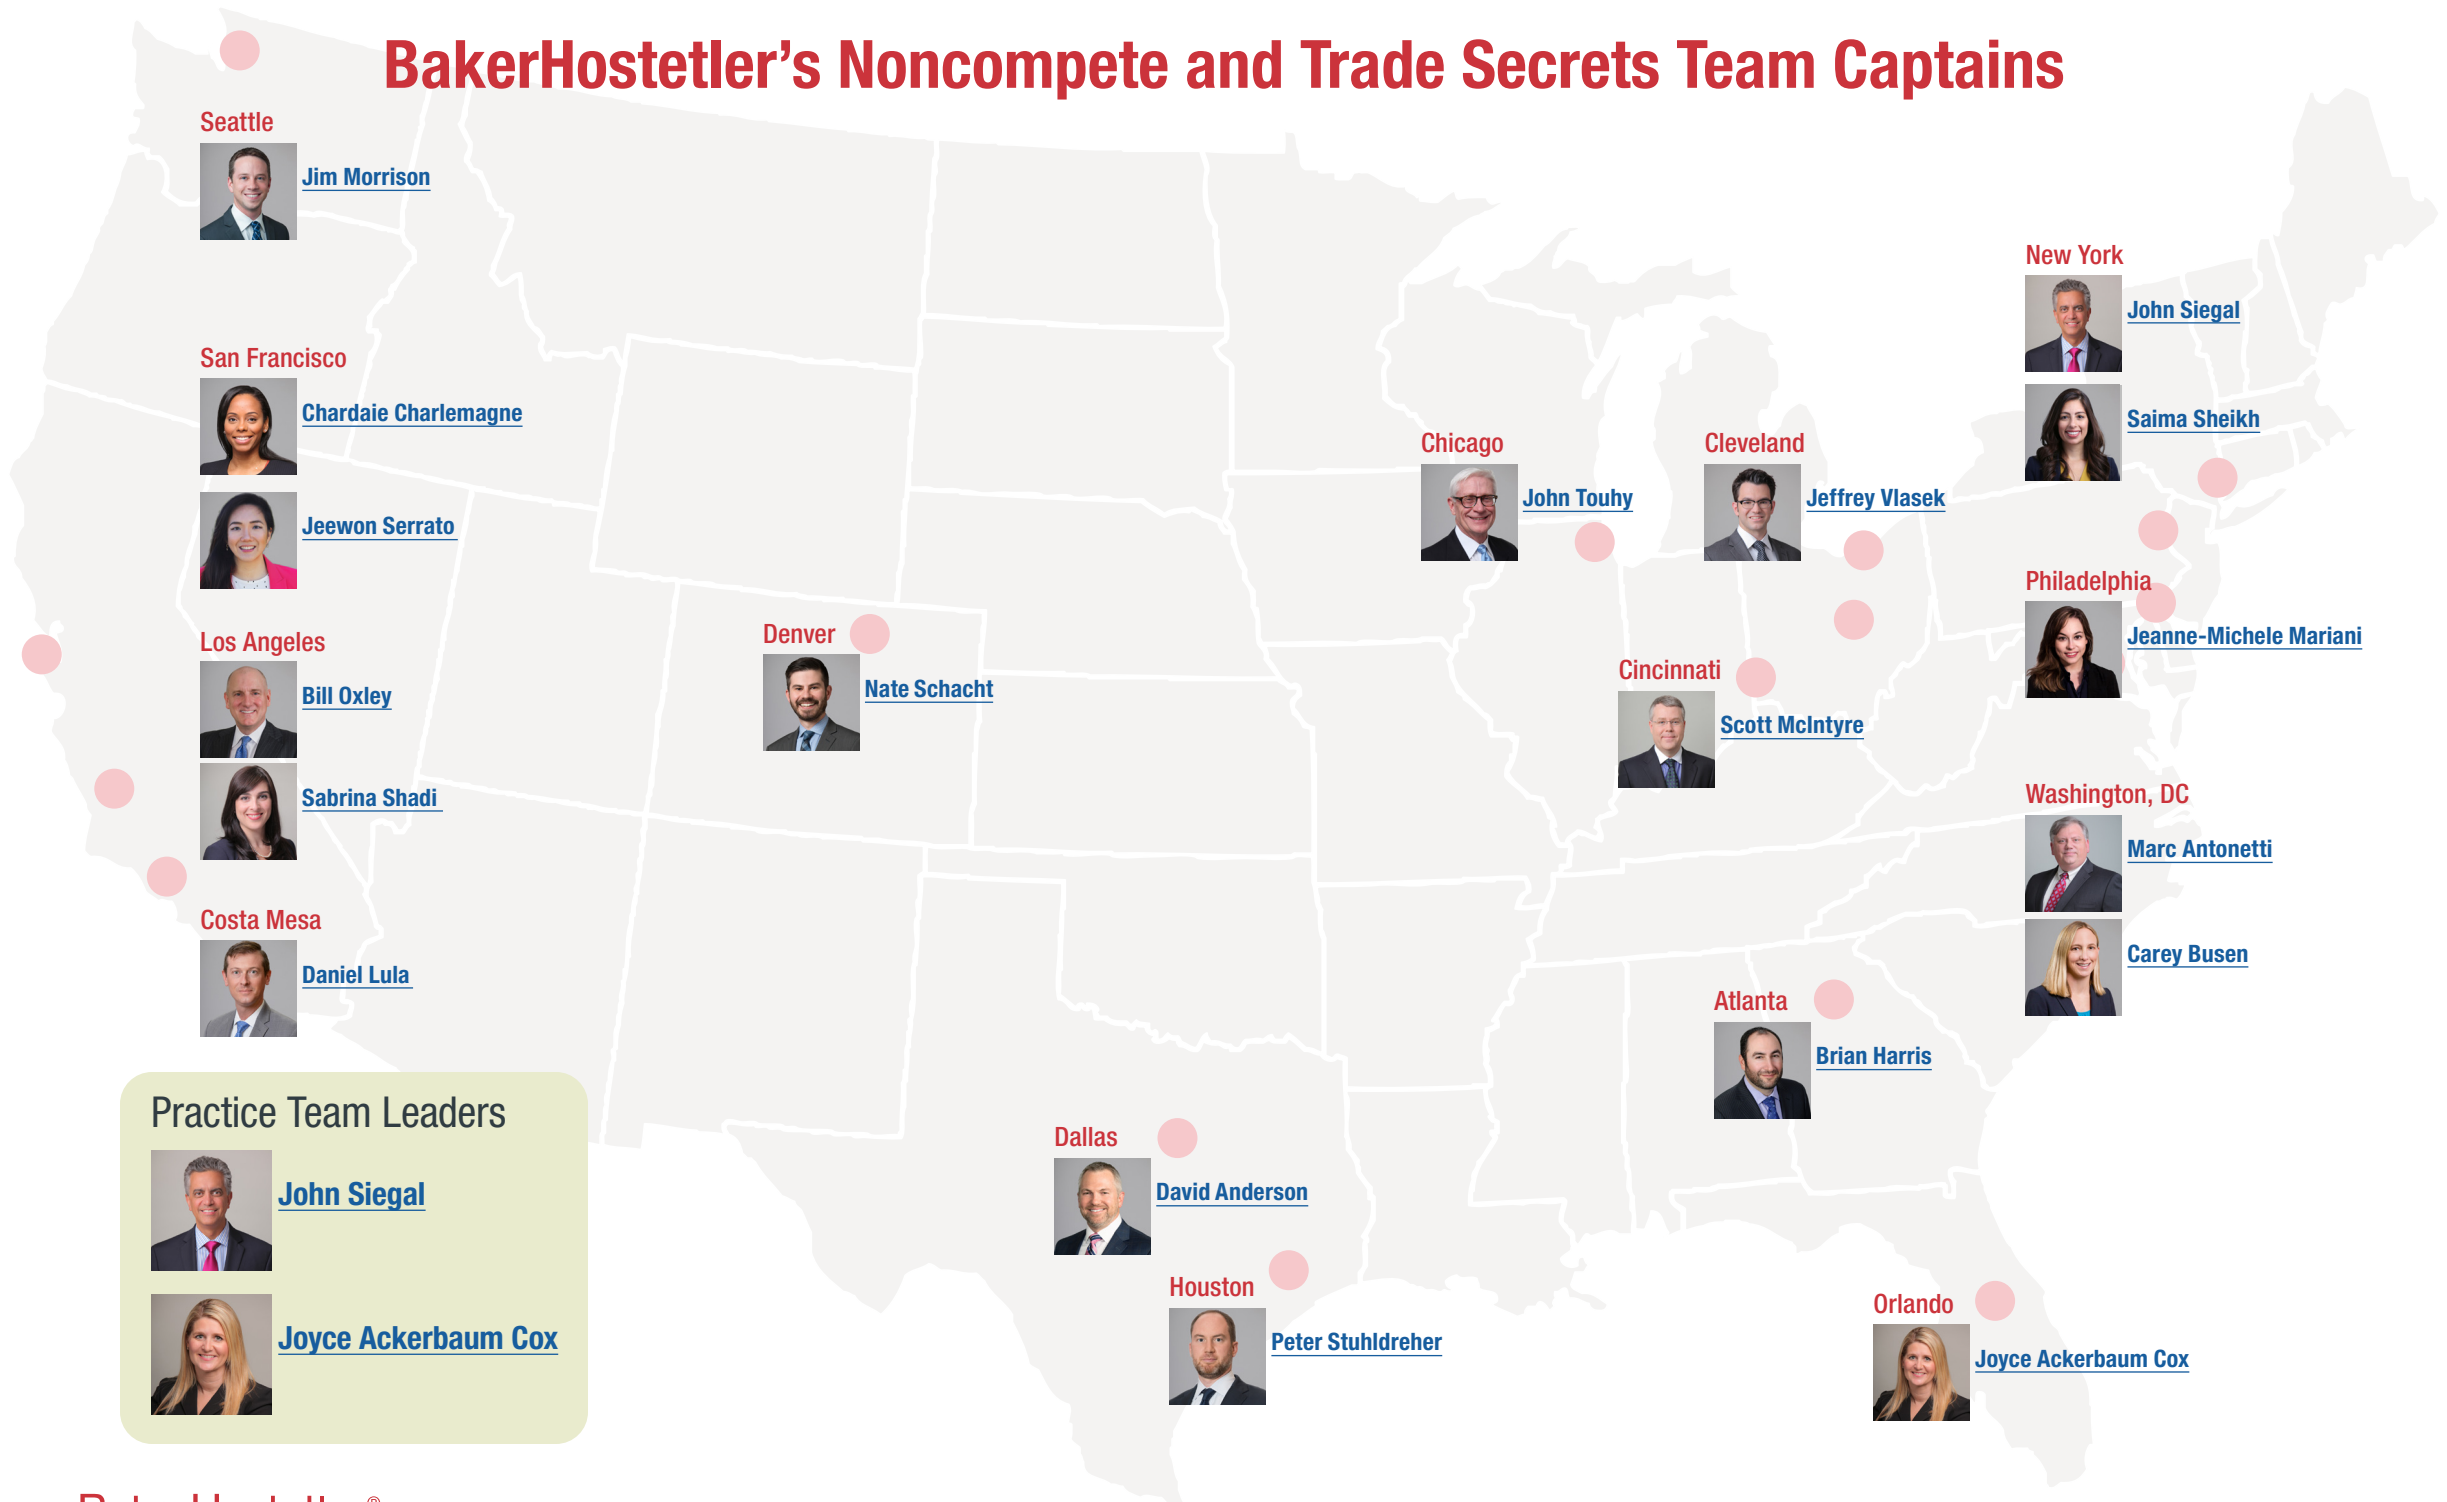 BakerHostetler’s Noncompete and Trade Secrets Team Captains
Seattle
Jim Morrison
San Francisco
Chardaie Charlemagne
Jeewon Serrato
Los Angeles
Bill Oxley
Sabrina Shadi
Costa Mesa
Daniel Lula
Denver
Nate Schacht
Chicago
John Touhy
Cleveland
Jeffrey Vlasek
Cincinnati
Scott McIntyre
New York
John Siegal
Saima Sheikh
Philadelphia
Jeanne-Michele Mariani
Washington, DC
Marc Antonetti
Carey Busen
Atlanta
Brian Harris
Dallas
David Anderson
Houston
Peter Stuhldreher
Orlando
Joyce Ackerbaum Cox
Practice Team Leaders
John Siegal
Joyce Ackerbaum Cox